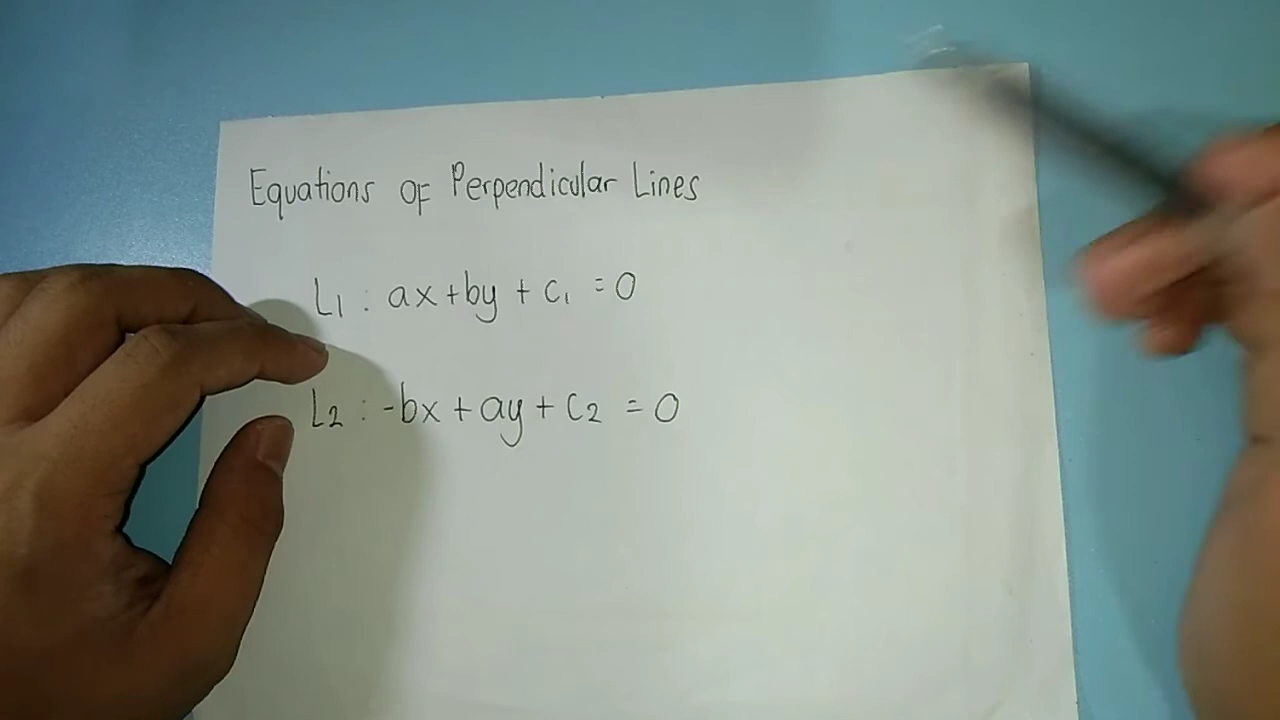 Equations of Perpendicular Lines
L₁ : ax + by + c₁ = 0
L₂ : -bx + ay + c₂ = 0